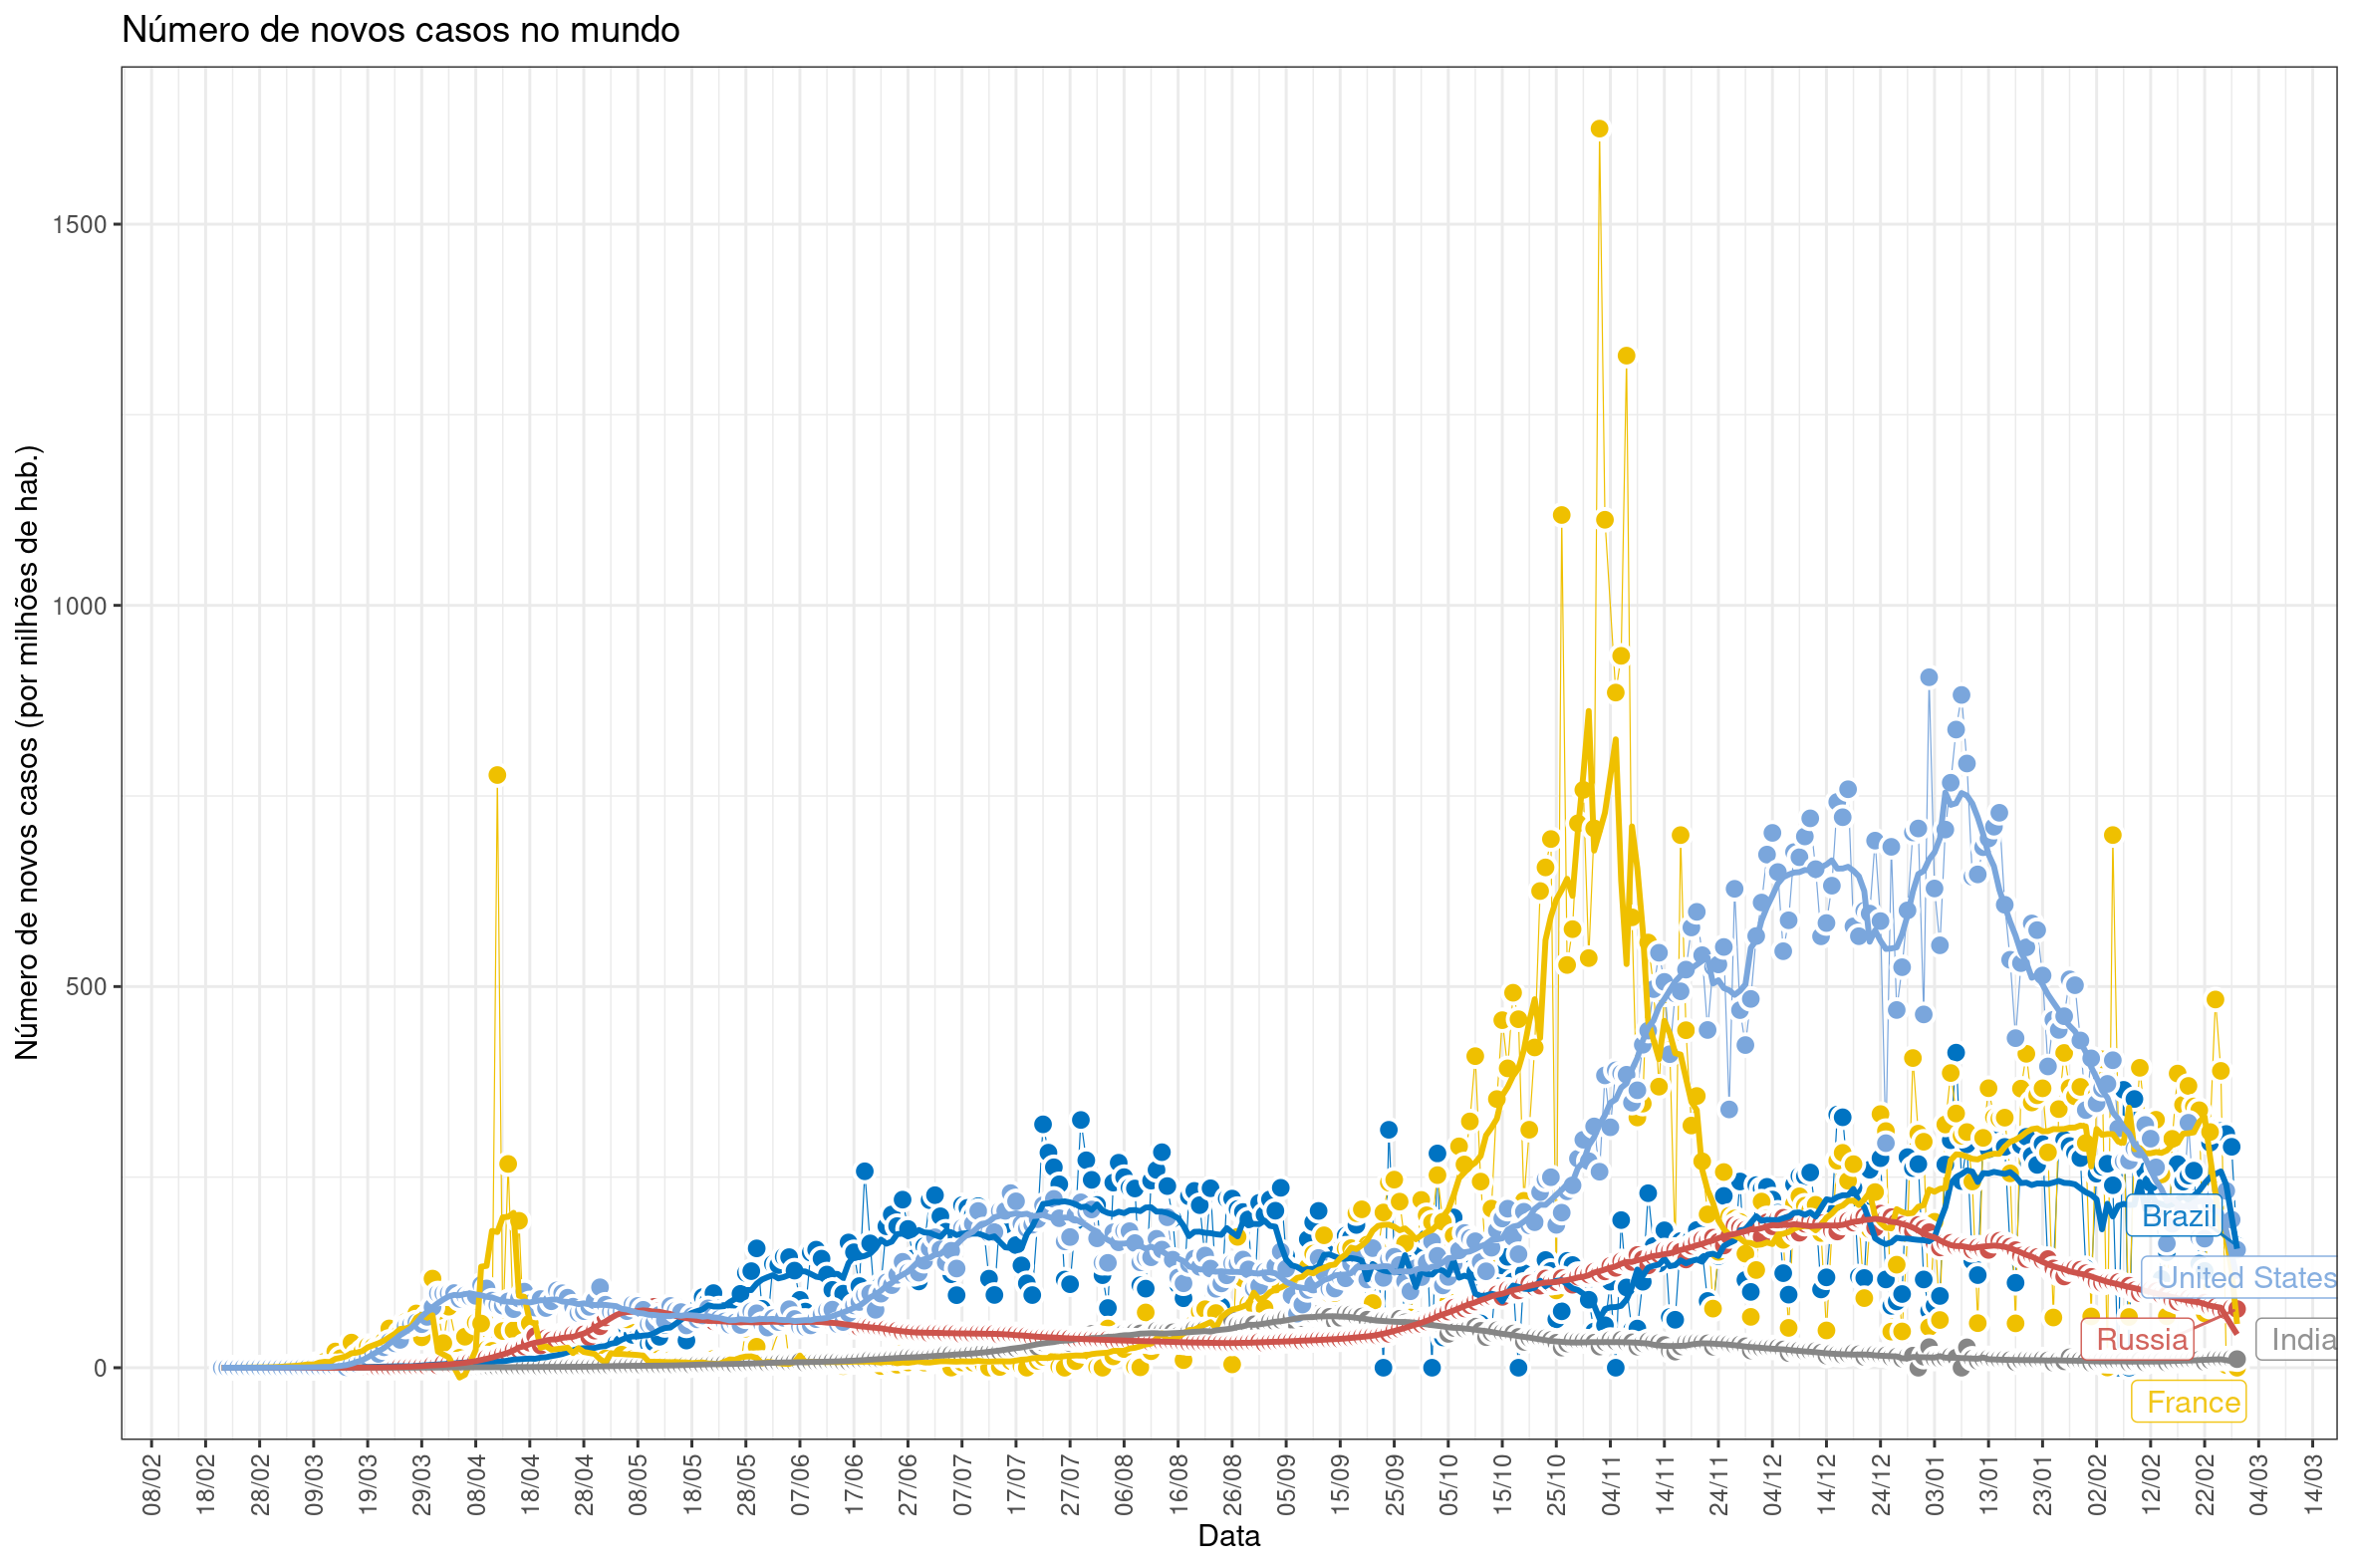 Número de novos casos no mundo
Número de novos casos (por milhões de hab.)
1500
1000
500
0
Brazil
United States
Russia
India
France
08/02 18/02 28/02 09/03 19/03 29/03 08/04 18/04 28/04 08/05 18/05 28/05 07/06 17/06 27/06 07/07 17/07 27/07 06/08 16/08 26/08 05/09 15/09 25/09 05/10 15/10 25/10 04/11 14/11 24/11 04/12 14/12 24/12 03/01 13/01 23/01 02/02 12/02 22/02 04/03 14/03
Data